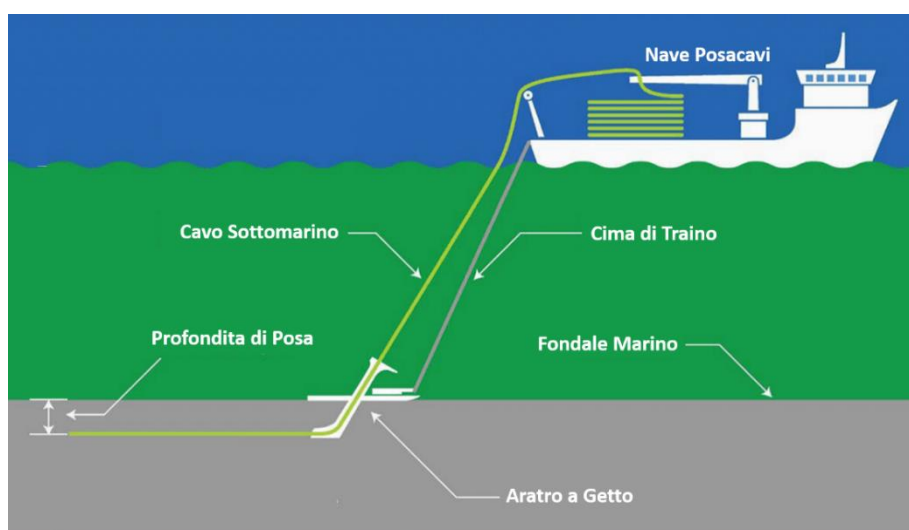 Nave Posacavi
Cavo Sottomarino
Cima di Traino
Profondita di Posa
Fondale Marino
Aratro a Getto